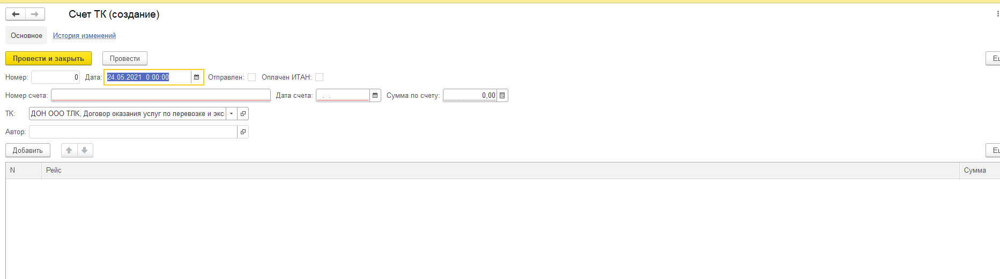 Счет ТК (создание)
Основное История изменений
Провести и закрыть Провести
Номер: 0 Дата: 24.05.2021 0:00:00 Отправлен: Оплачен ИТАН:
Номер счета: Дата счета: . . Сумма по счету: 0,00
ТК: ДОН ООО ТЛК, Договор оказания услуг по перевозке и экс
Автор:
Добавить
N Рейс Сумма